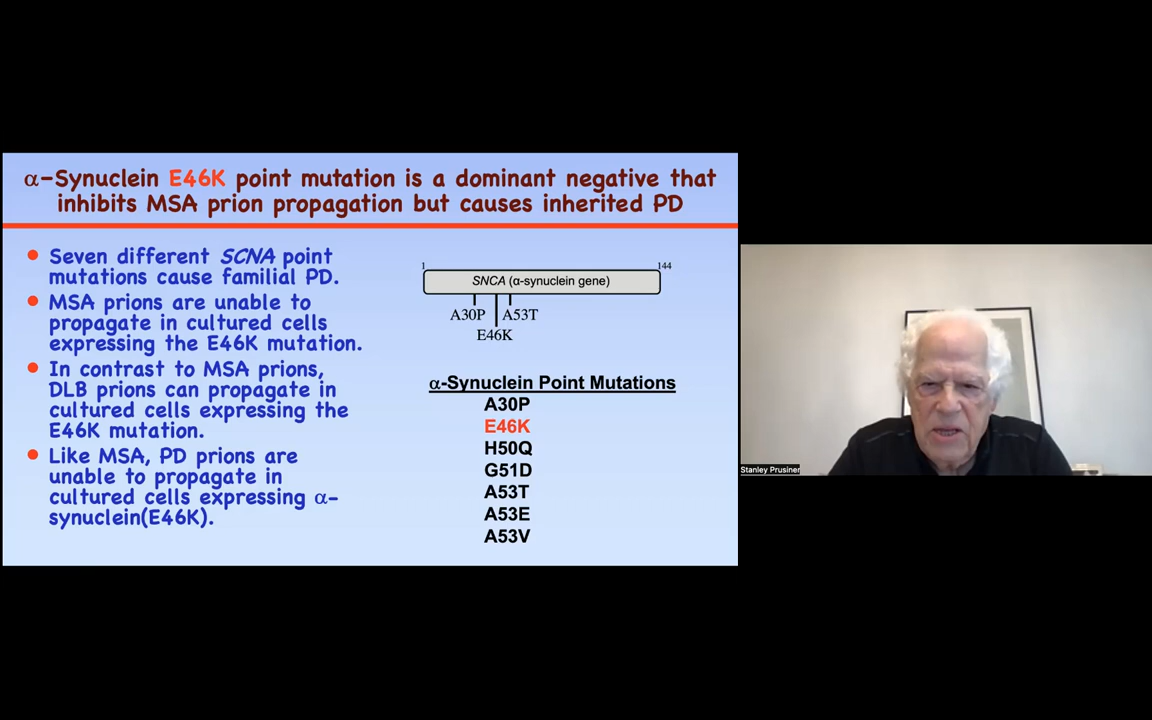 α-Synuclein E46K point mutation is a dominant negative that
inhibits MSA prion propagation but causes inherited PD
Seven different SCNA point
mutations cause familial PD.
MSA prions are unable to
propagate in cultured cells
expressing the E46K mutation.
In contrast to MSA prions,
DLB prions can propagate in
cultured cells expressing the
E46K mutation.
Like MSA, PD prions are
unable to propagate in
cultured cells expressing α-
synuclein(E46K).
1
144
SNCA (α-synuclein gene)
A30P
A53T
E46K
α-Synuclein Point Mutations
A30P
E46K
H50Q
G51D
A53T
A53E
A53V
Stanley Prusiner